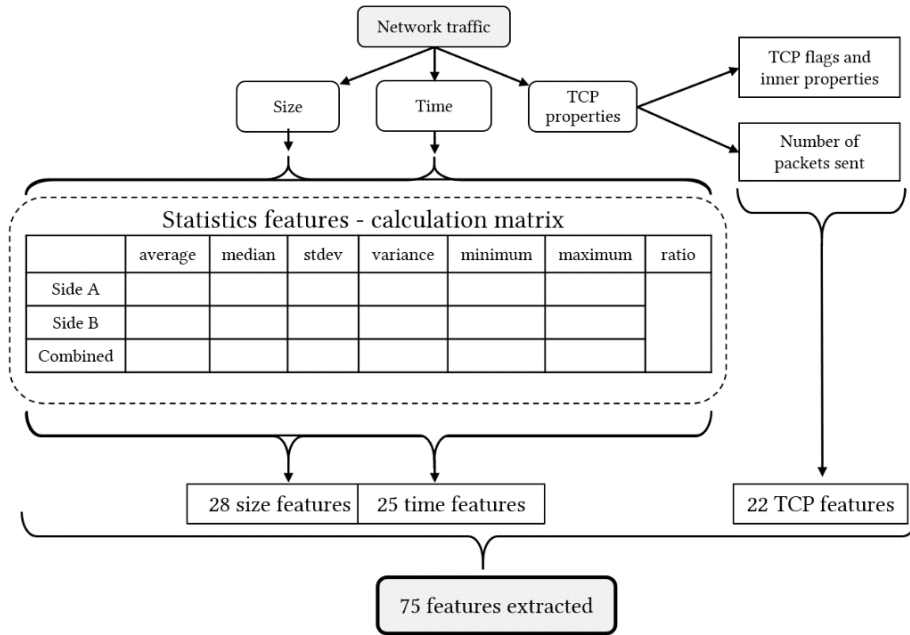 Network traffic
Size
Time
TCP
properties
TCP flags and
inner properties
Number of
packets sent
Statistics features - calculation matrix
average median stdev variance minimum maximum ratio
Side A
Side B
Combined
28 size features
25 time features
22 TCP features
75 features extracted